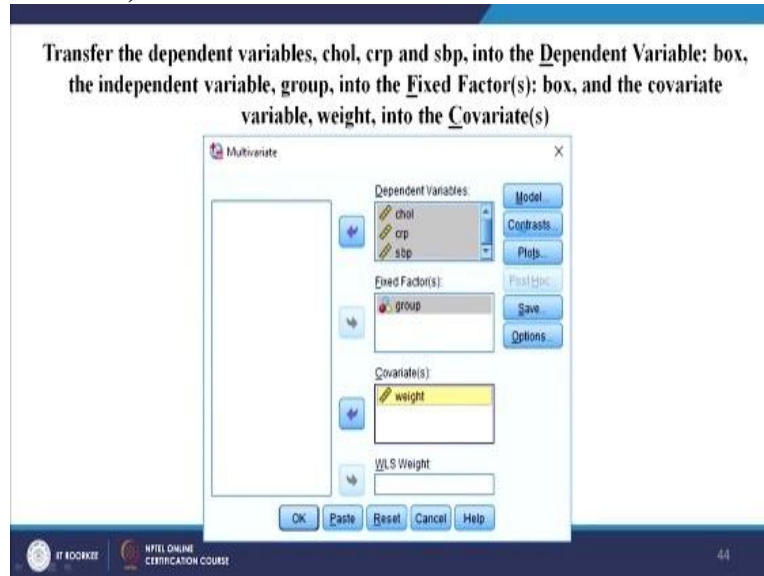 Transfer the dependent variables, chol, crp and sbp, into the Dependent Variable: box,
the independent variable, group, into the Fixed Factor(s): box, and the covariate
variable, weight, into the Covariate(s)
Multivariate
Dependent Variables:
chol
crp
sbp
Fixed Factor(s):
group
Covariate(s):
weight
WLS Weight:
Model...
Contrasts...
Plots...
Post Hoc...
Save...
Options...
OK Paste Reset Cancel Help
IT ROORKEE
NPTEL ONLINE
CERTIFICATION COURSE
44